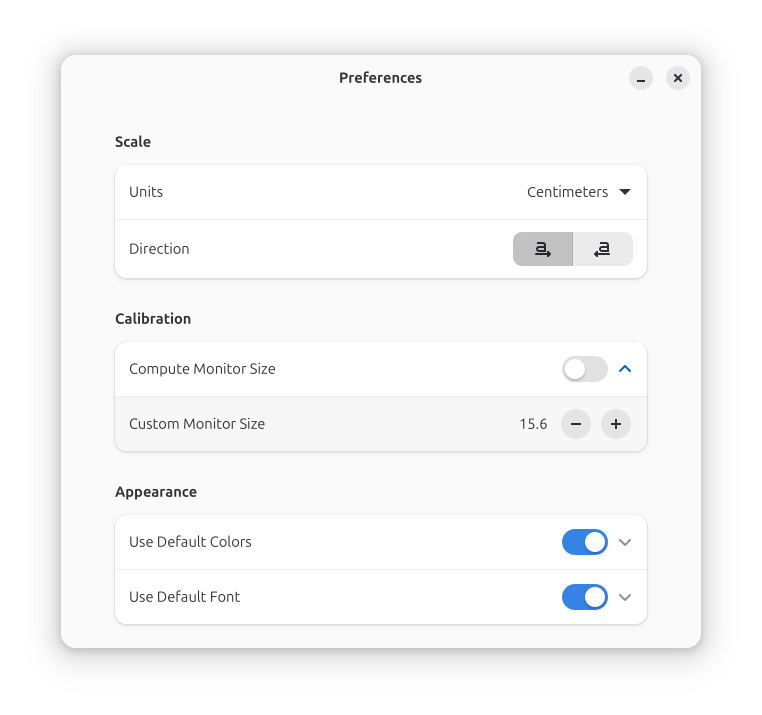 Preferences
Scale
Units Centimeters
Direction
Calibration
Compute Monitor Size
Custom Monitor Size 15.6
Appearance
Use Default Colors
Use Default Font